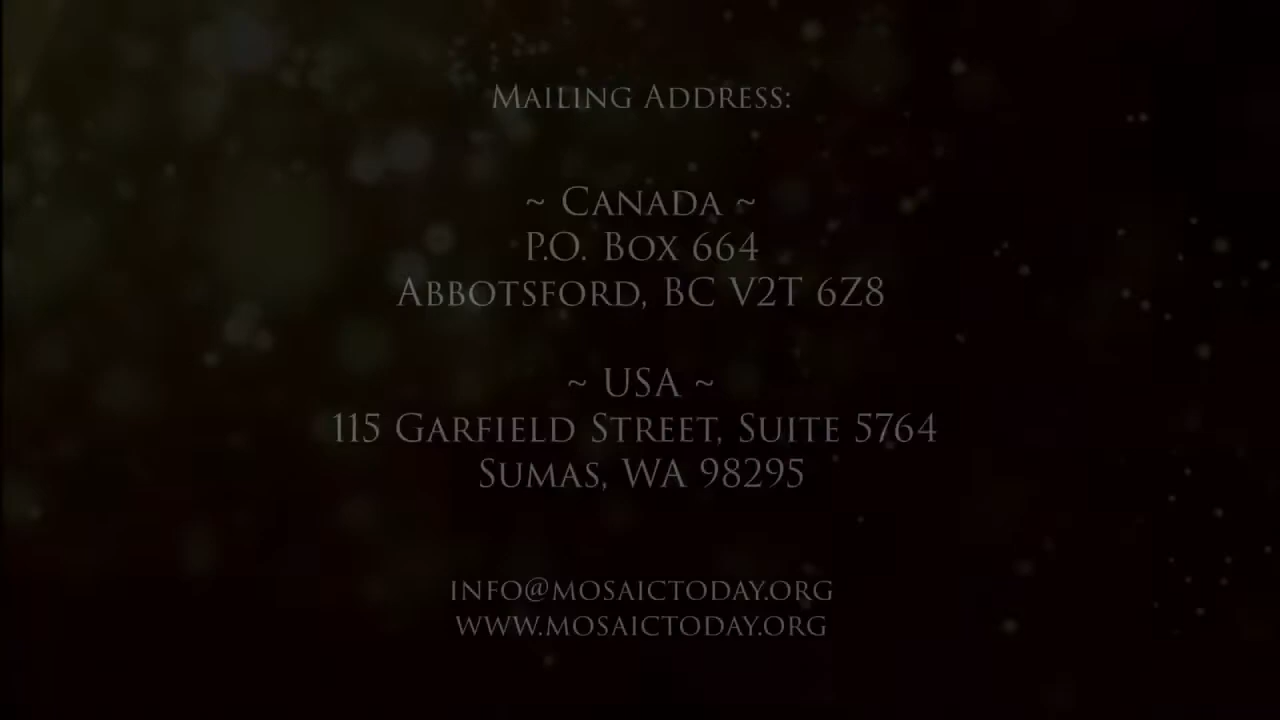 Mailing Address:
~ Canada ~
P.O. Box 664
Abbotsford, BC V2T 6Z8
~ USA ~
115 Garfield Street, Suite 5764
Sumas, WA 98295
info@mosaictoday.org
www.mosaictoday.org